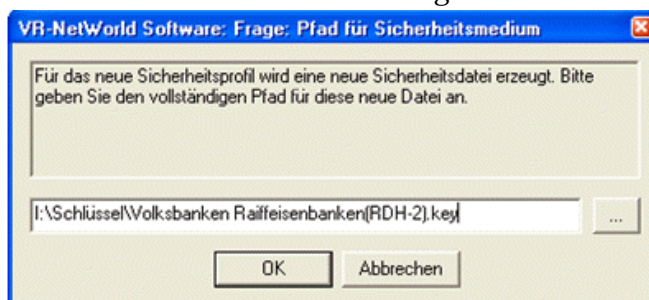 VR-NetWorld Software: Frage: Pfad für Sicherheitsmedium
Für das neue Sicherheitsprofil wird eine neue Sicherheitsdatei erzeugt. Bitte
geben Sie den vollständigen Pfad für diese neue Datei an.
I:\Schlüssel\Volksbanken Raiffeisenbanken(RDH-2).key
...
OK
Abbrechen